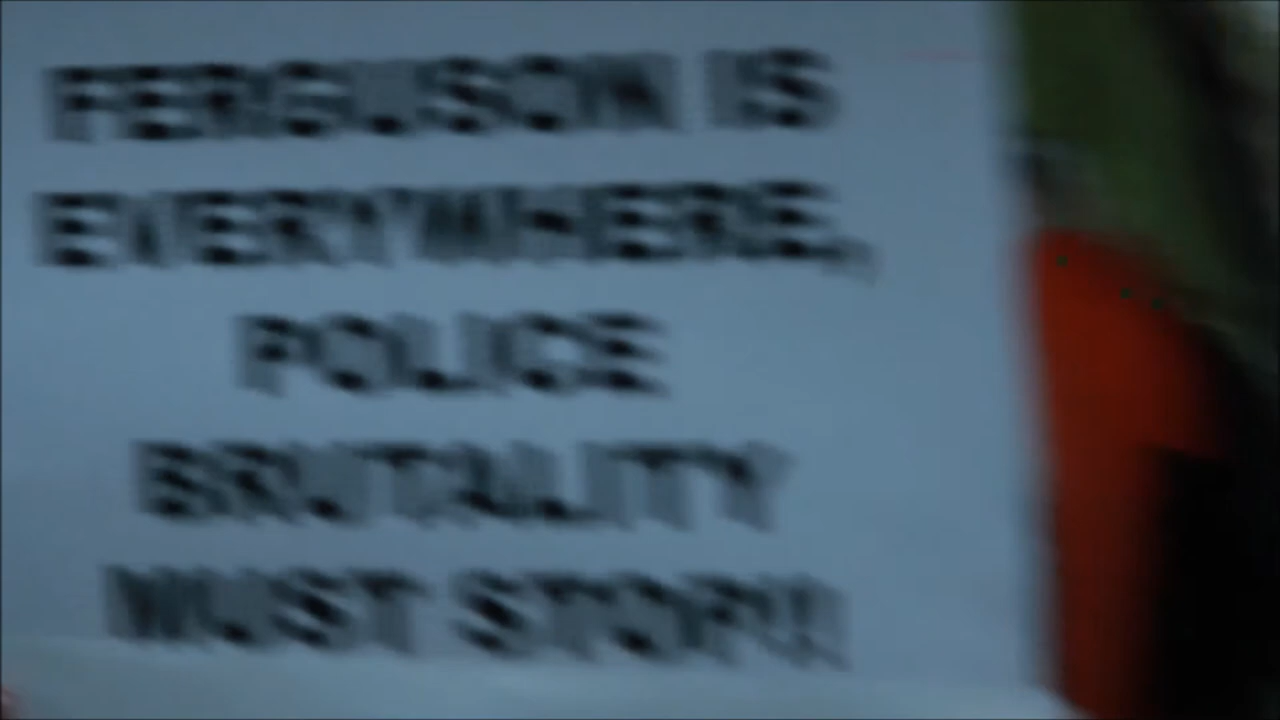 FERGUSON IS
EVERYWHERE,
POLICE
BRUTALITY
MUST STOP!!